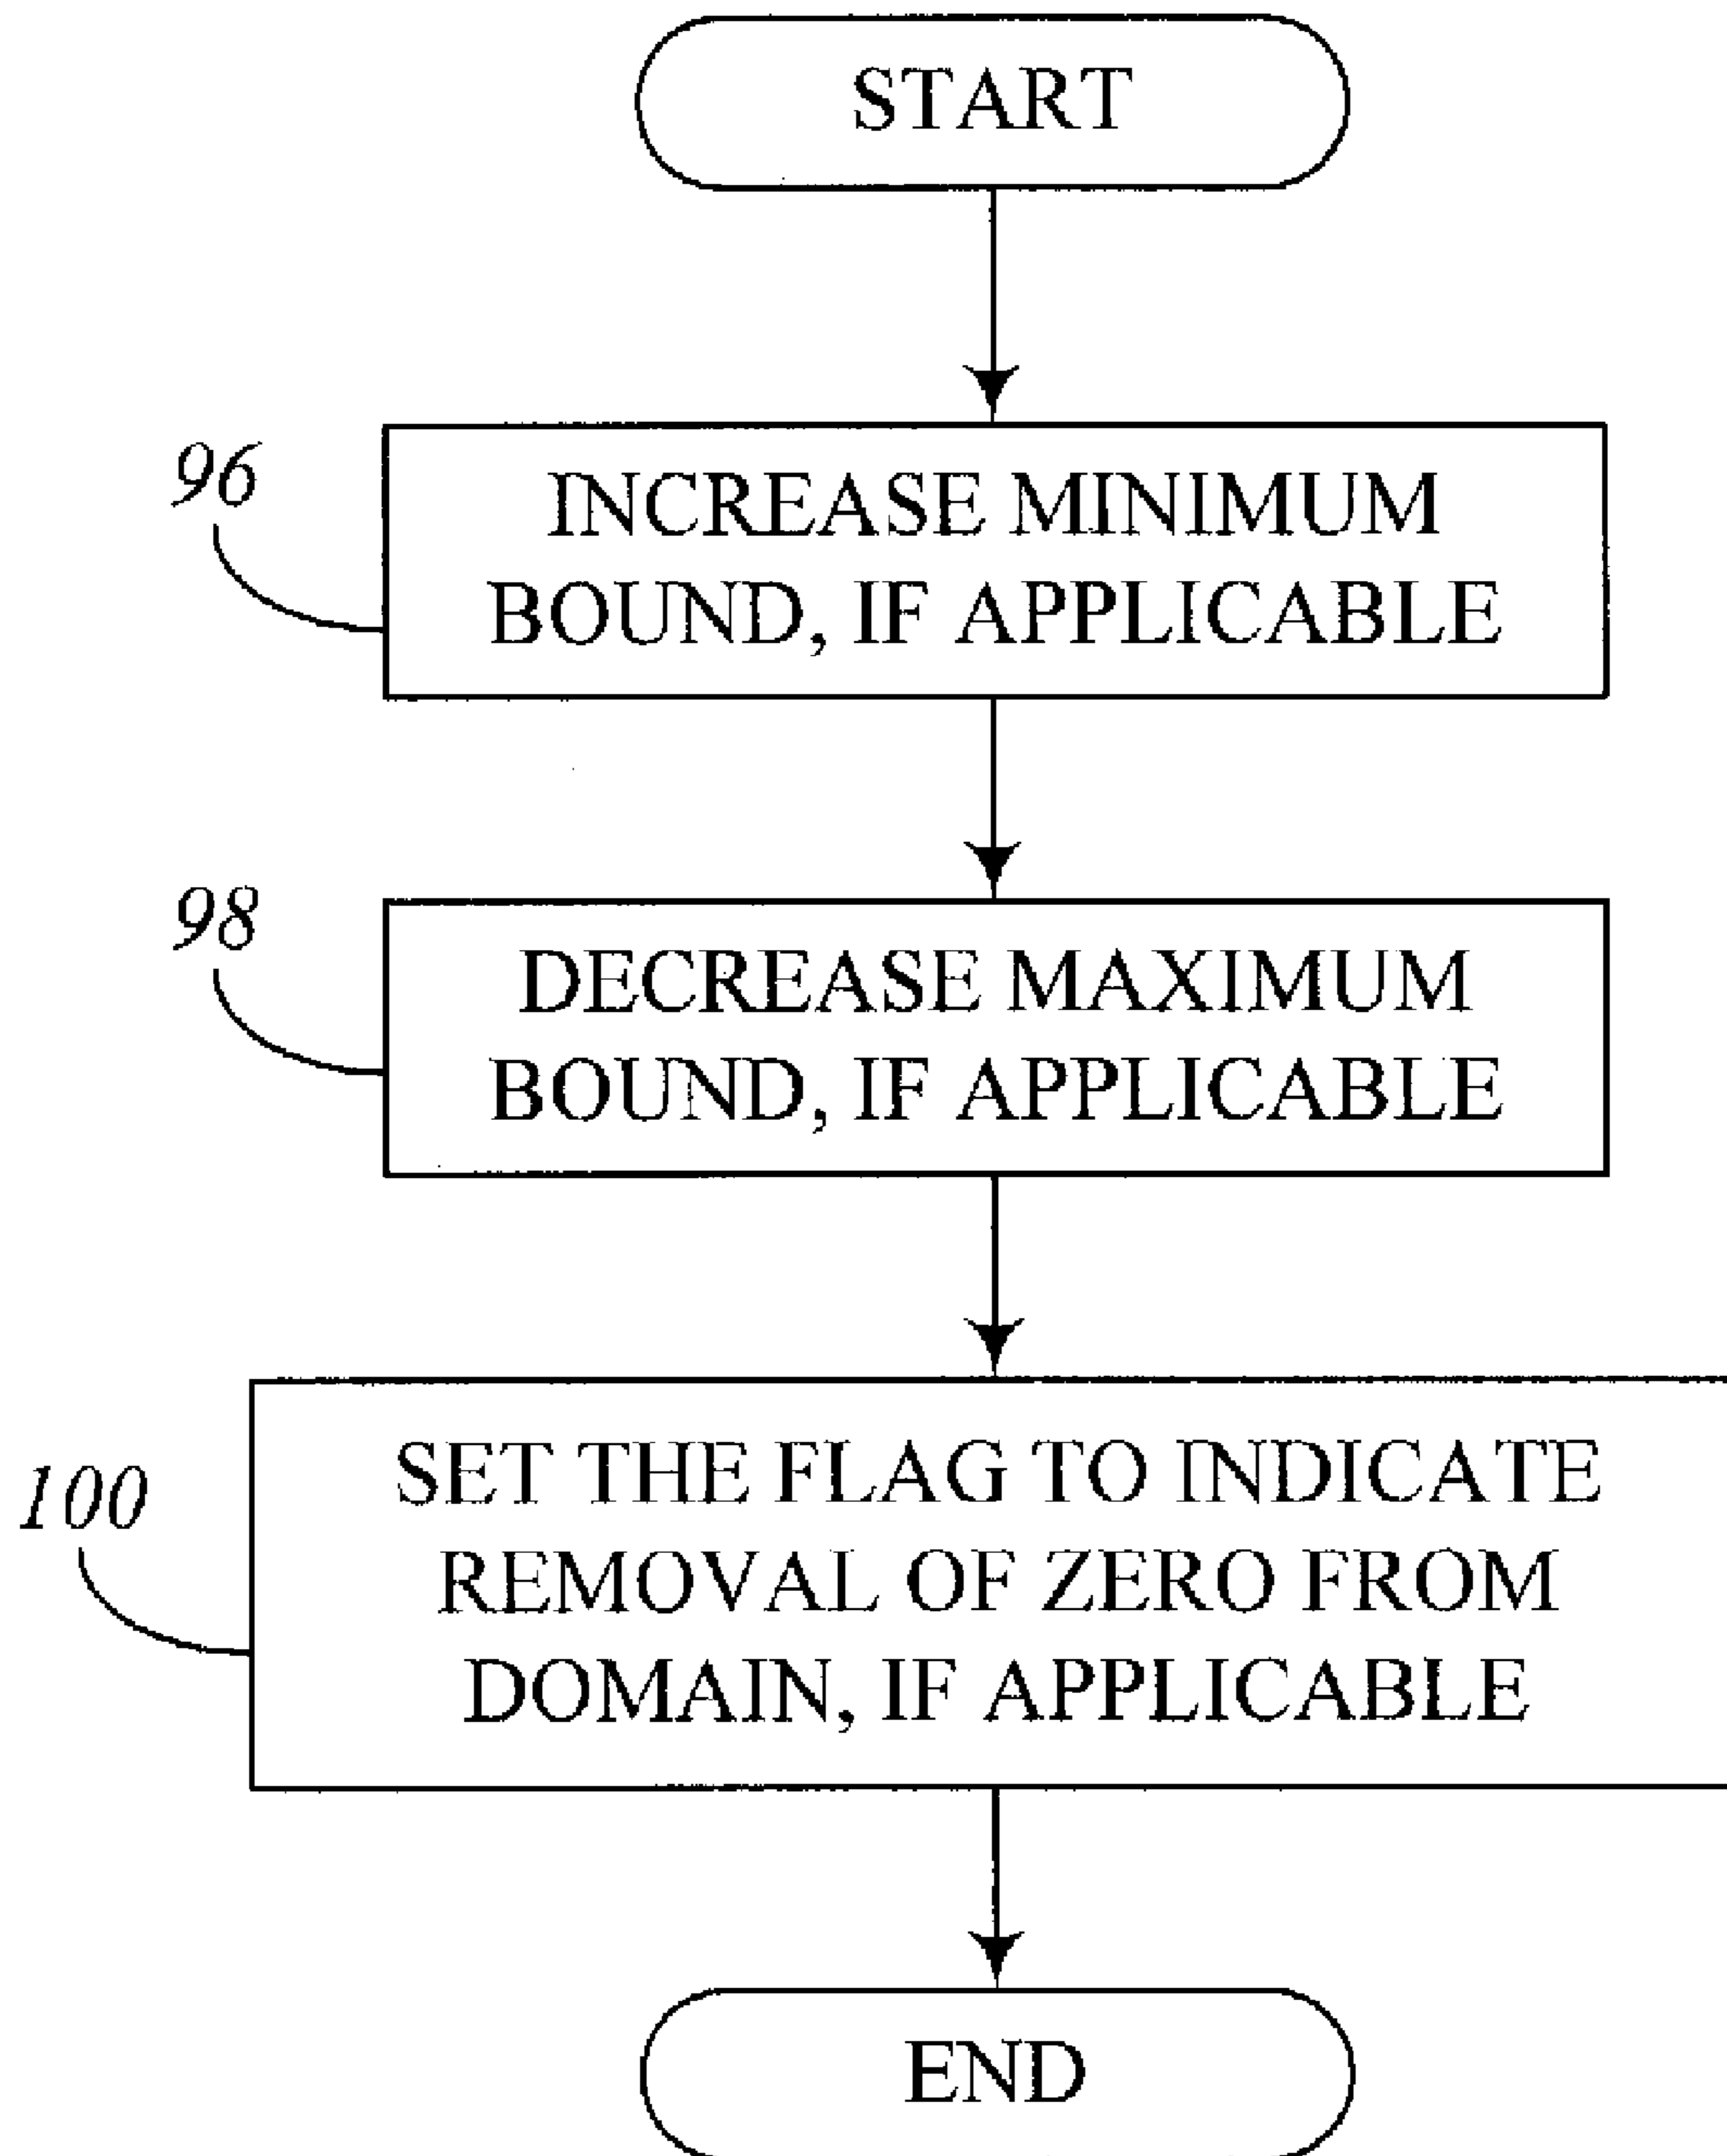 START
96
INCREASE MINIMUM
BOUND, IF APPLICABLE
98
DECREASE MAXIMUM
BOUND, IF APPLICABLE
100
SET THE FLAG TO INDICATE
REMOVAL OF ZERO FROM
DOMAIN, IF APPLICABLE
END